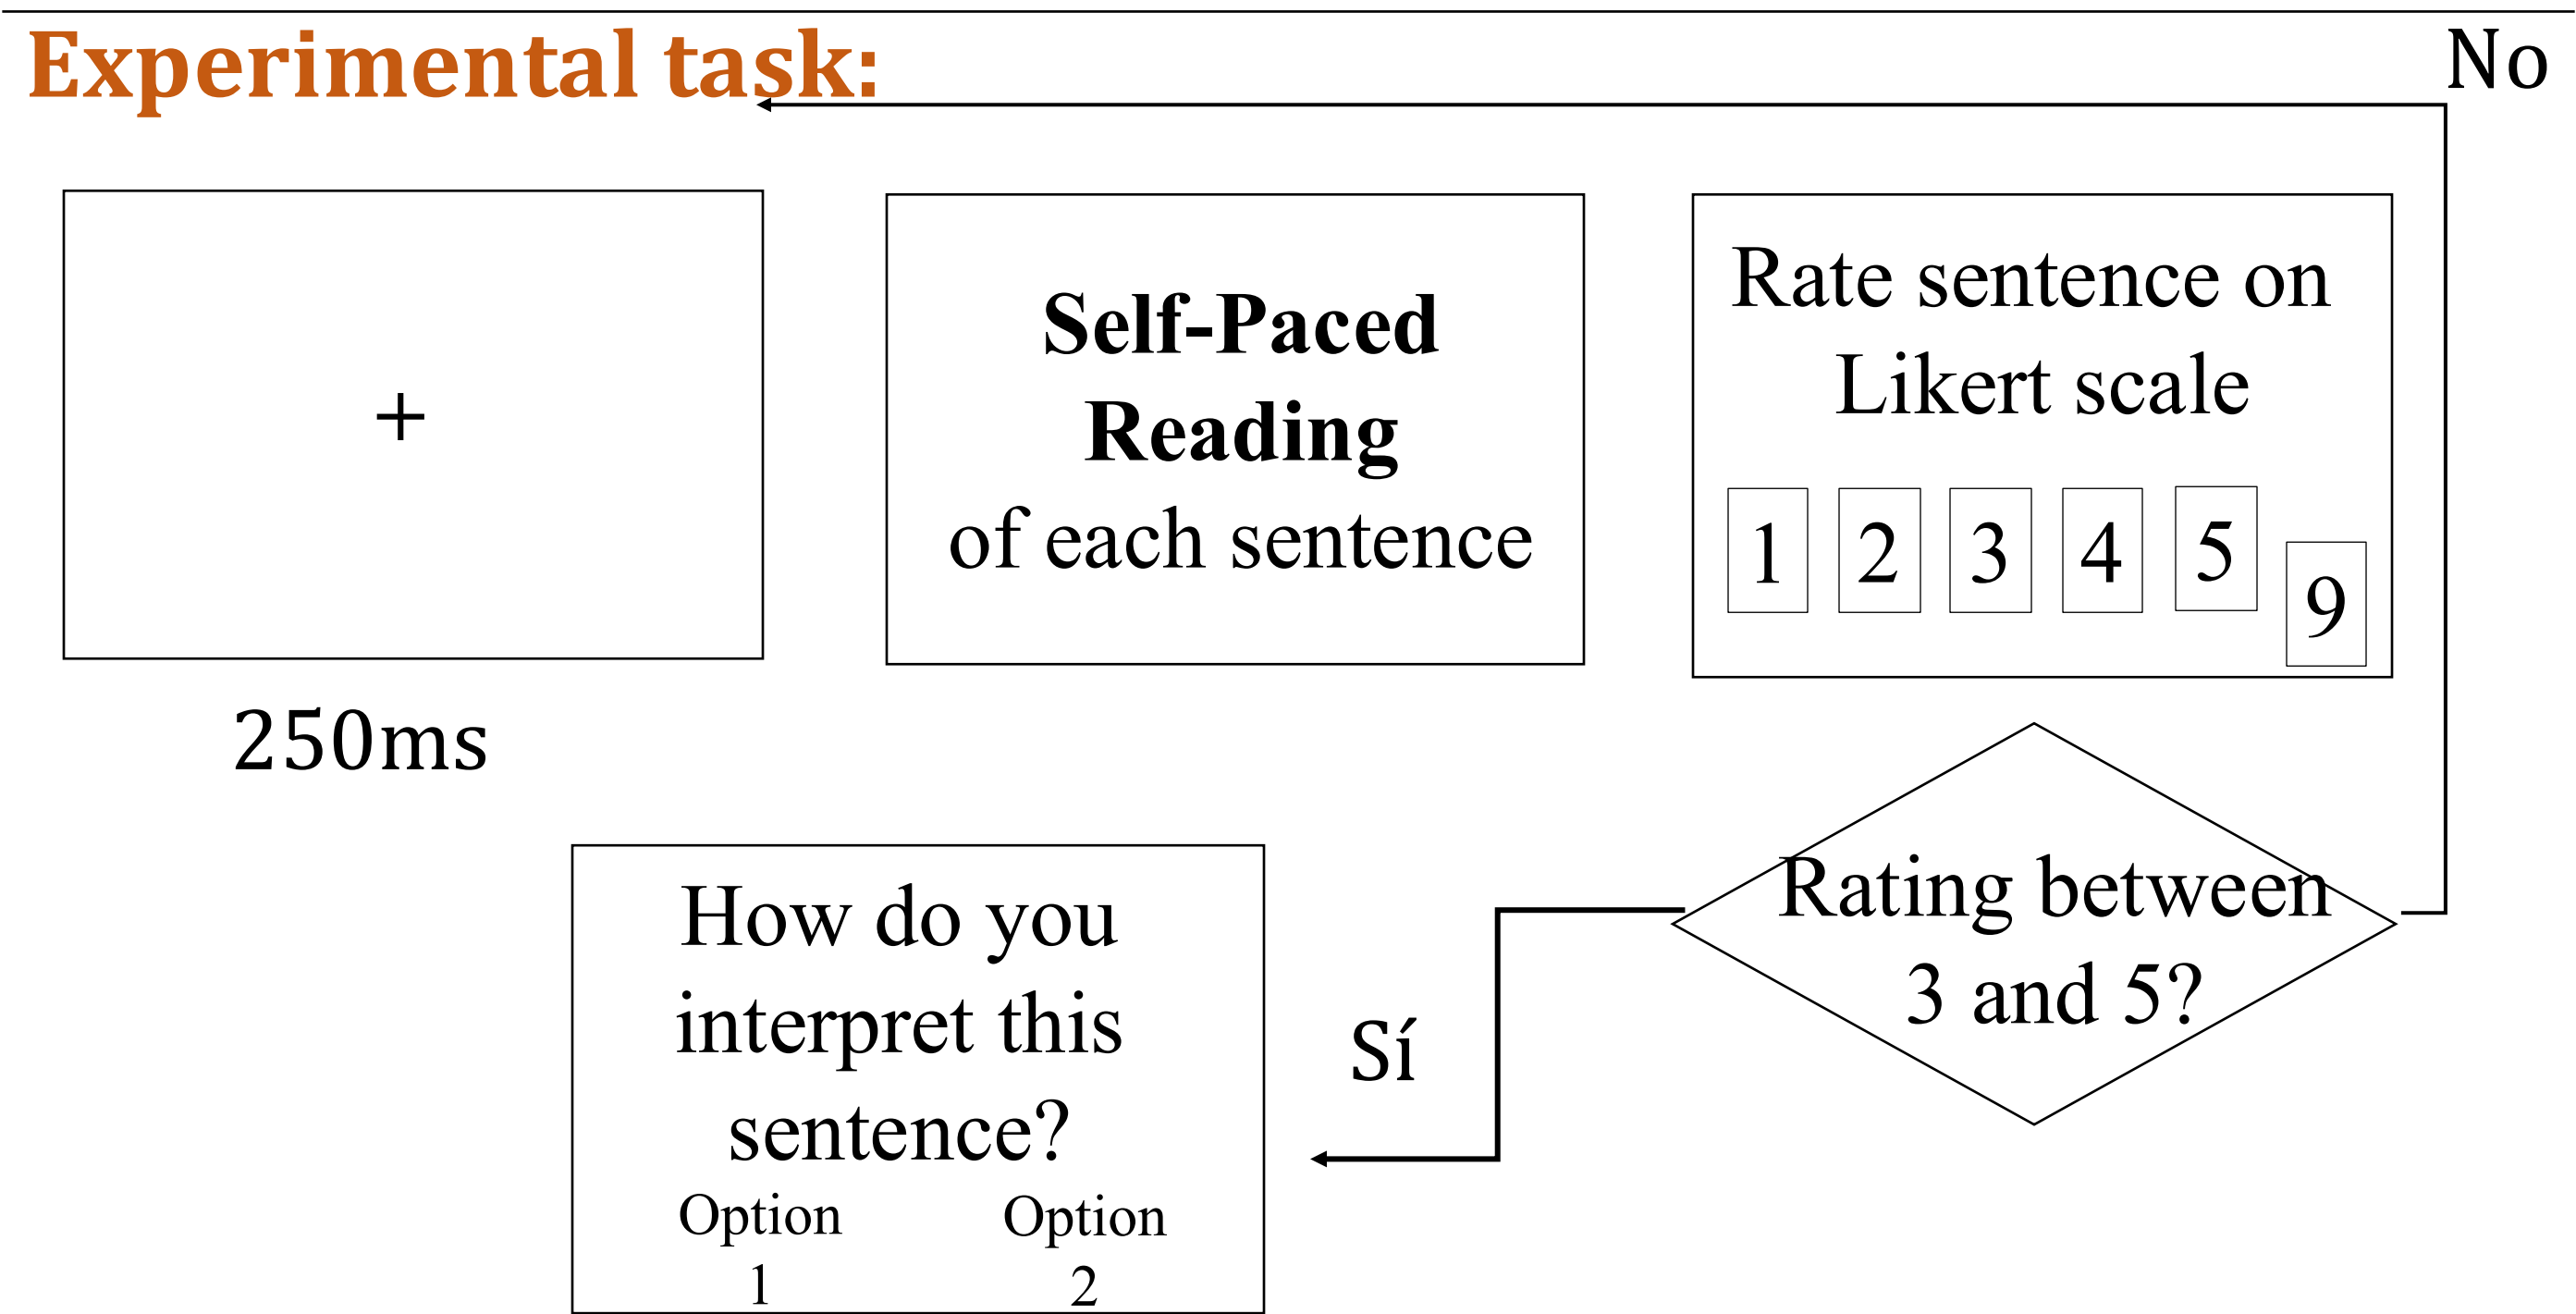 Experimental task:
No
+
250ms
Self-Paced
Reading
of each sentence
Rate sentence on
Likert scale
1 2 3 4 5 9
Rating between
3 and 5?
Sí
How do you
interpret this
sentence?
Option Option
1 2